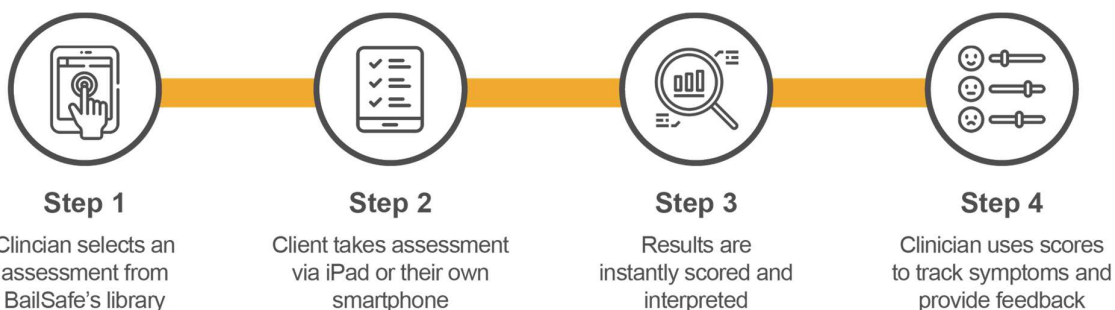 Step 1
Clincian selects an
assessment from
BailSafe's library
Step 2
Client takes assessment
via iPad or their own
smartphone
Step 3
Results are
instantly scored and
interpreted
Step 4
Clinician uses scores
to track symptoms and
provide feedback